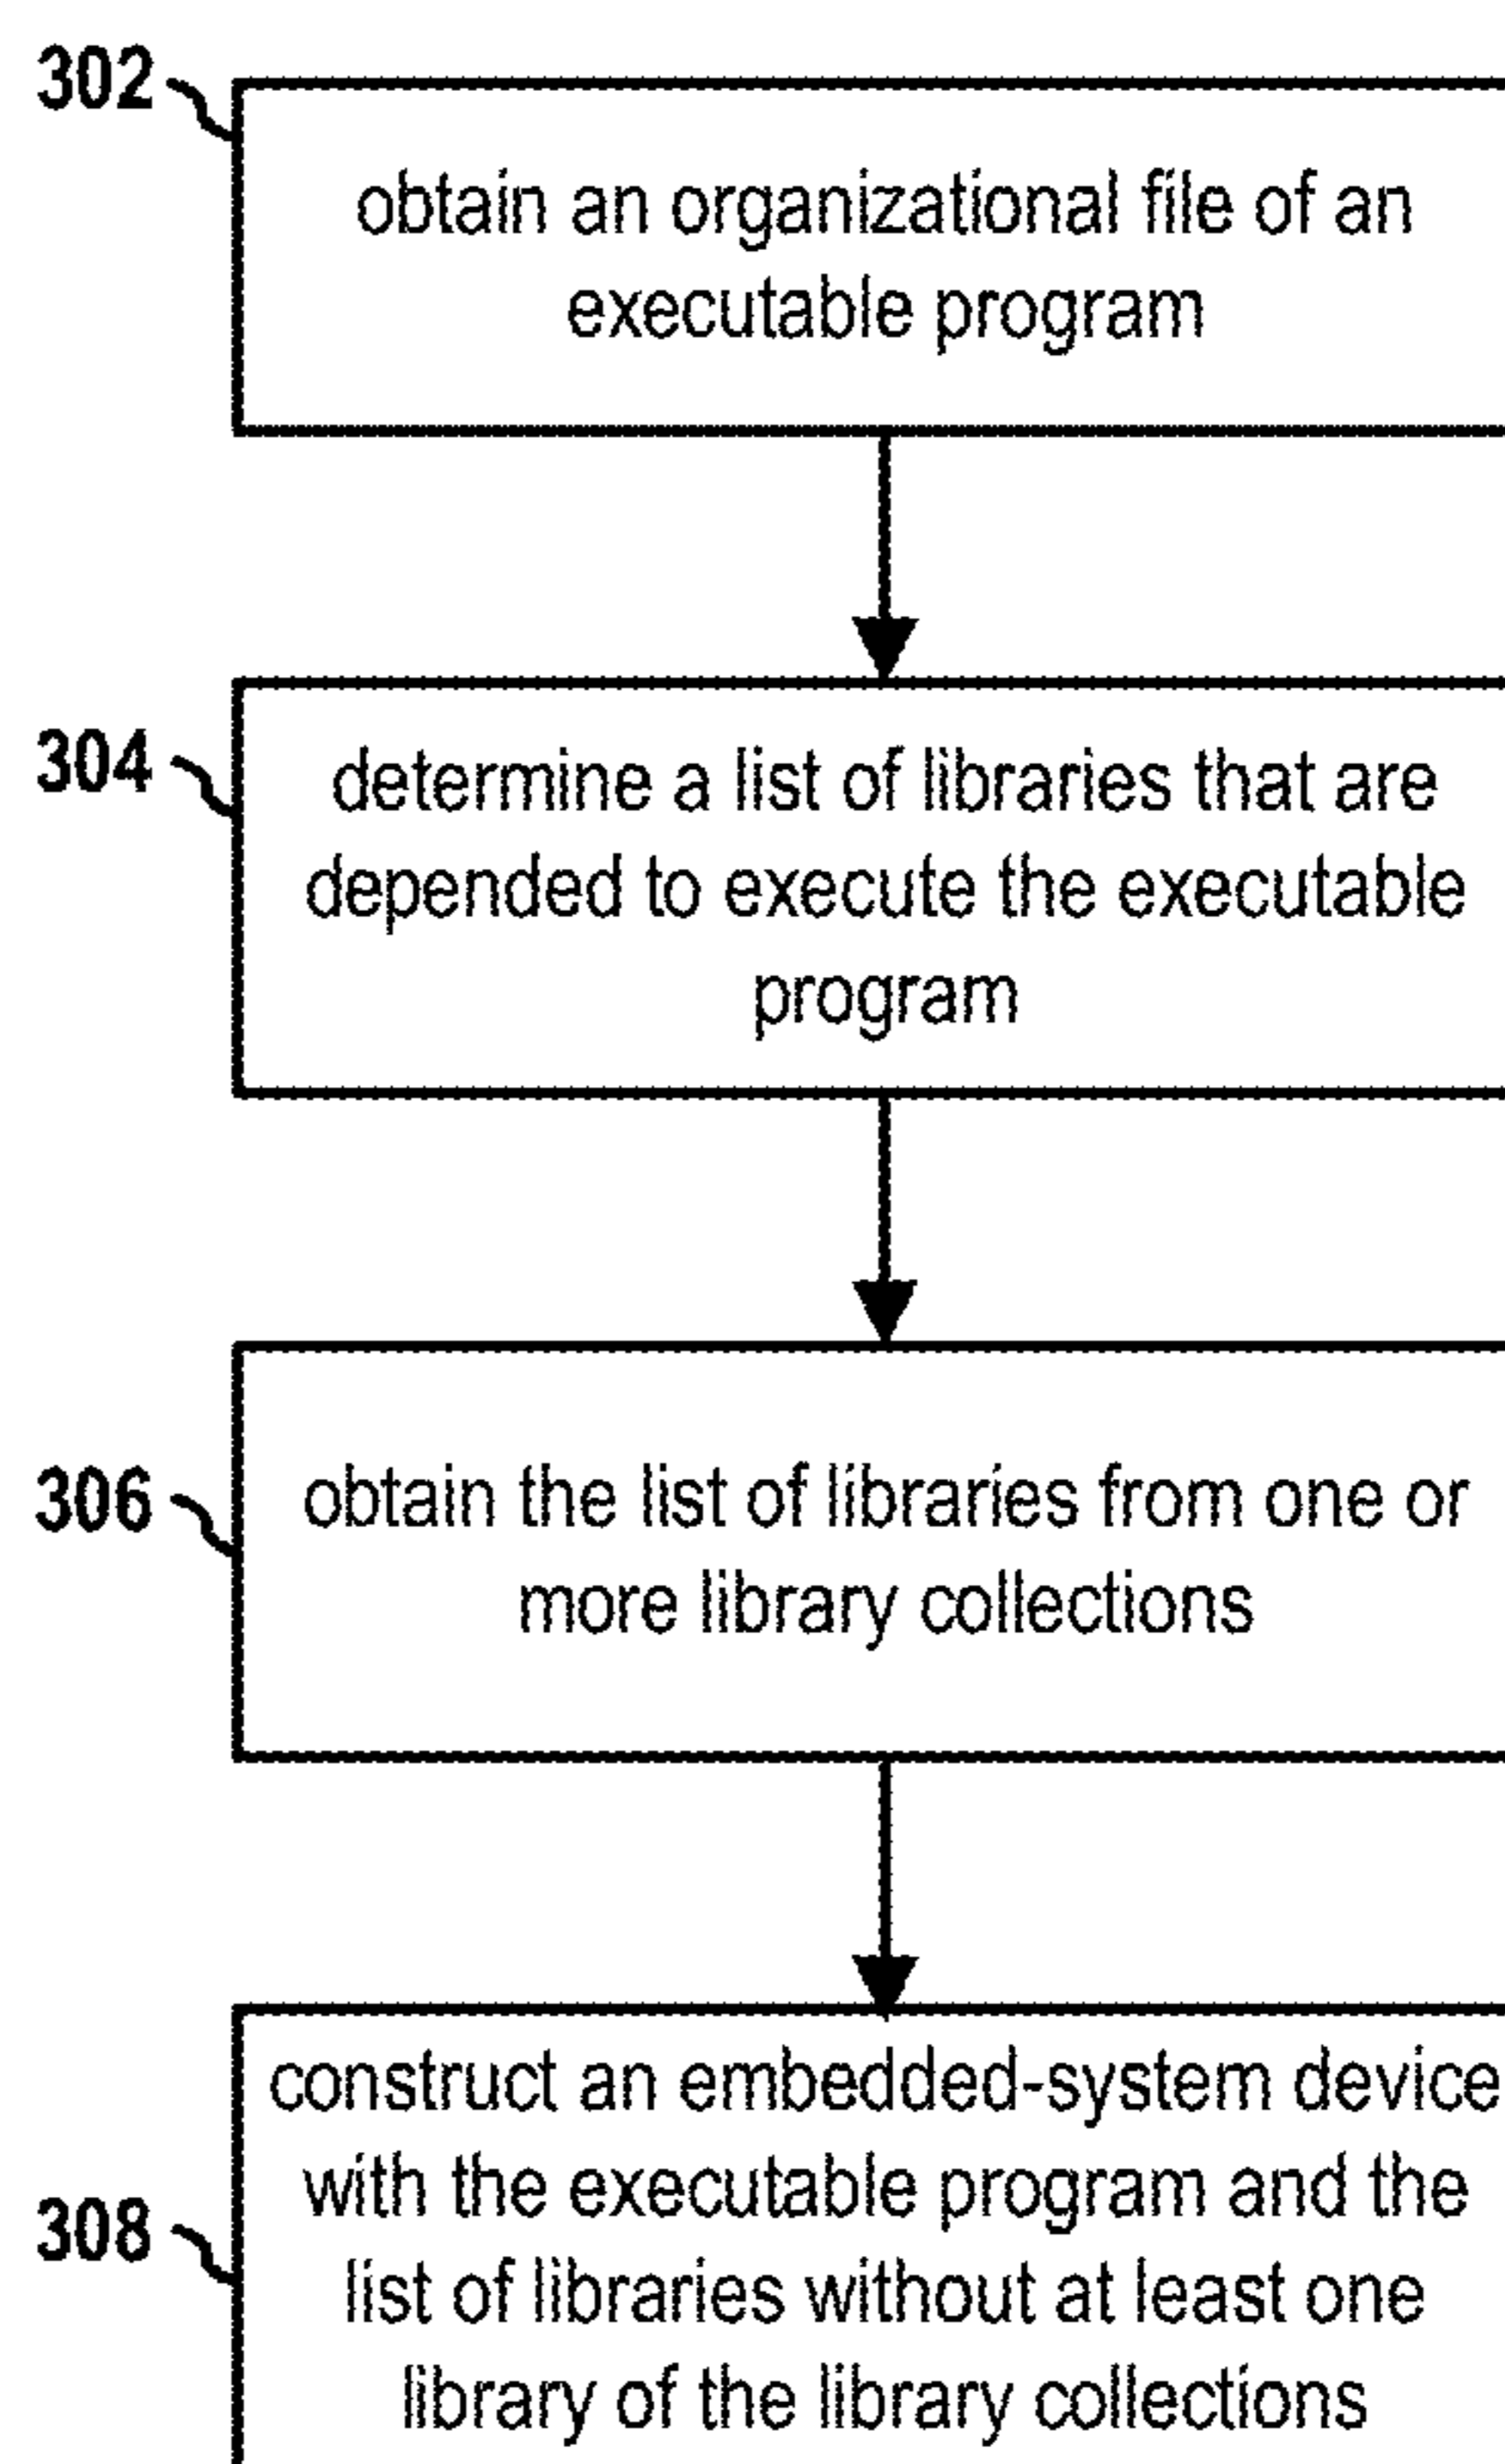 302
obtain an organizational file of an
executable program
304
determine a list of libraries that are
depended to execute the executable
program
306
obtain the list of libraries from one or
more library collections
308
construct an embedded-system device
with the executable program and the
list of libraries without at least one
library of the library collections